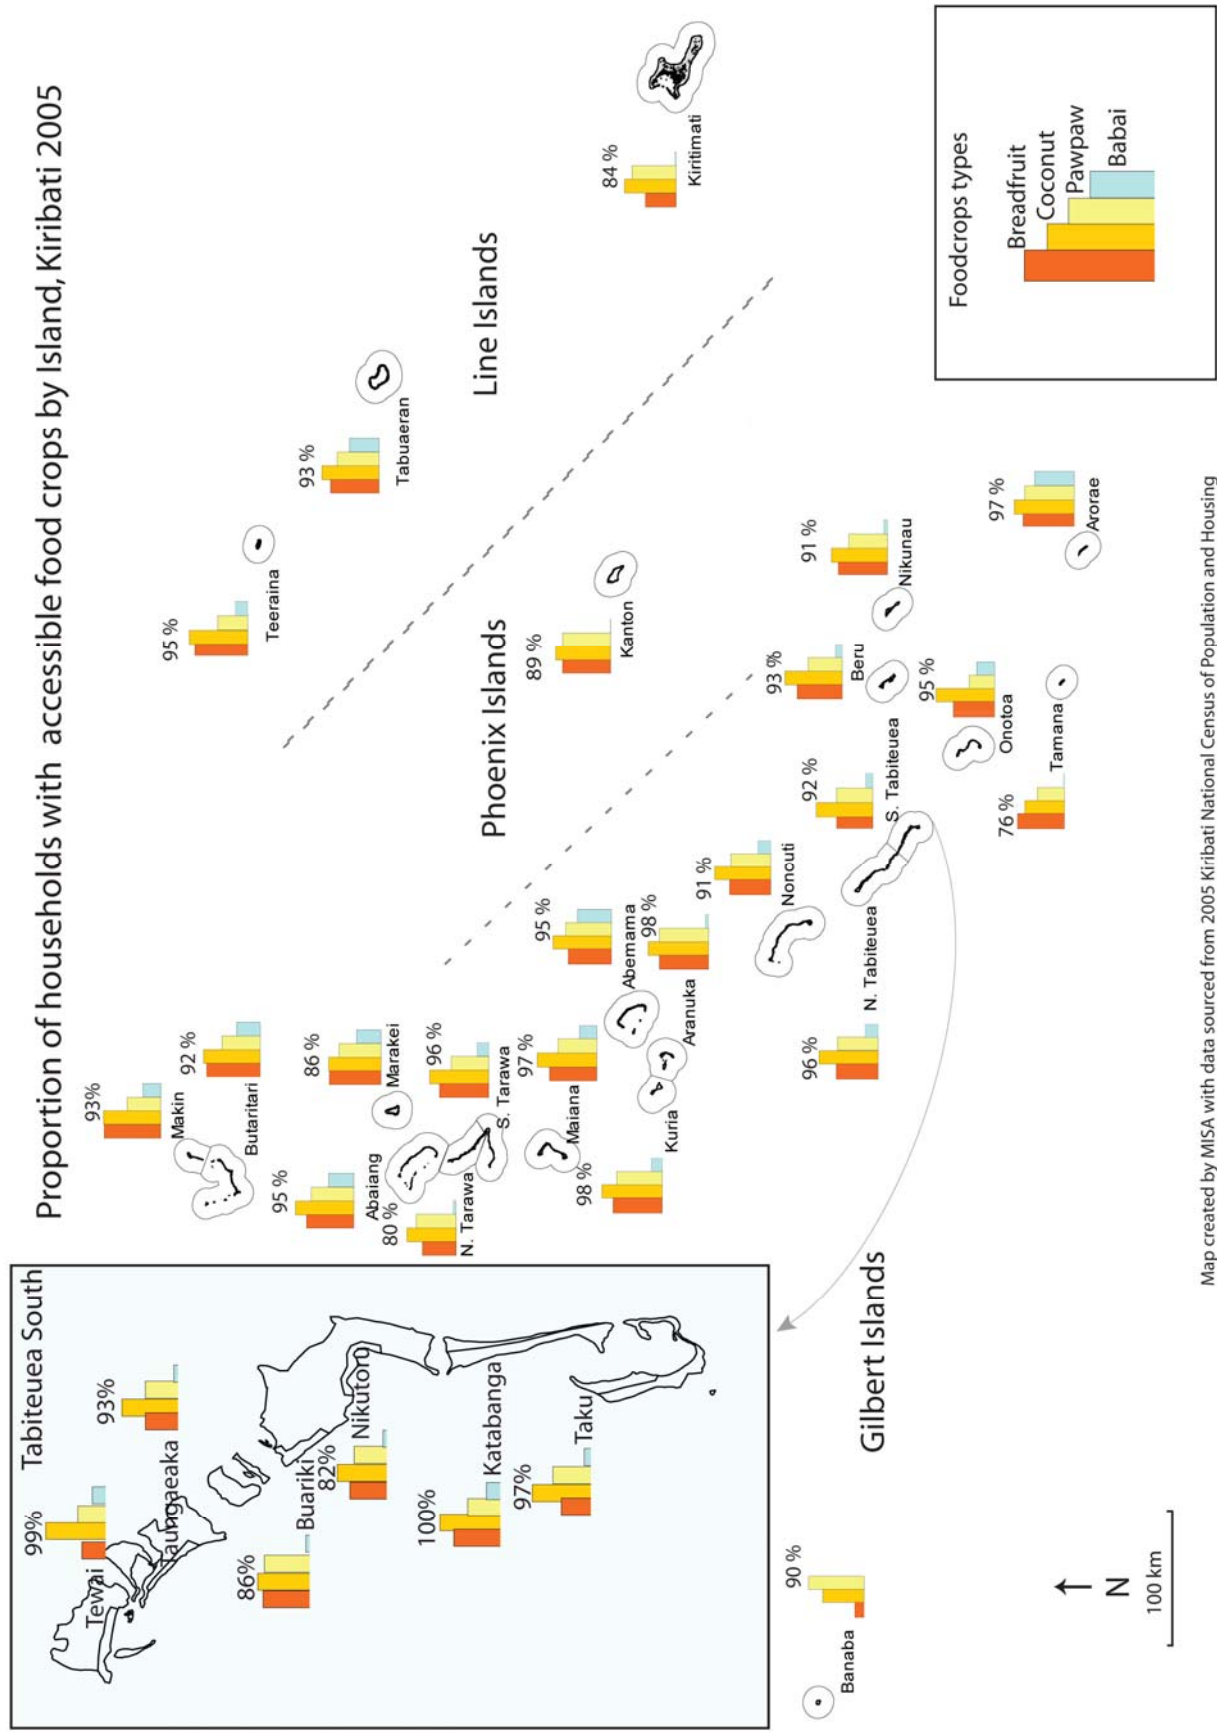 Proportion of households with accessible food crops by Island, Kiribati 2005
Tabiteuea South
99%
Tewai
93%
Taungaeaka
86%
Buariki
82%
Nikutoru
100%
Katabanga
97%
Taku
93%
Makin
92 %
Butaritari
95 %
Abaiang
86 %
Marakei
80 %
N. Tarawa
96 %
S. Tarawa
97 %
Maiana
95 %
Abemama
98 %
Kuria
98 %
Aranuka
91 %
Nonouti
96 %
N. Tabiteuea
92 %
S. Tabiteuea
93 %
Beru
91 %
Nikunau
95 %
Onotoa
76 %
Tamana
97 %
Arorae
90 %
Banaba
Gilbert Islands
Phoenix Islands
89 %
Kanton
Line Islands
95 %
Teeraina
93 %
Tabuaeran
84 %
Kiritimati
N
100 km
Foodcrops types
Breadfruit
Coconut
Pawpaw
Babai
Map created by MISA with data sourced from 2005 Kiribati National Census of Population and Housing